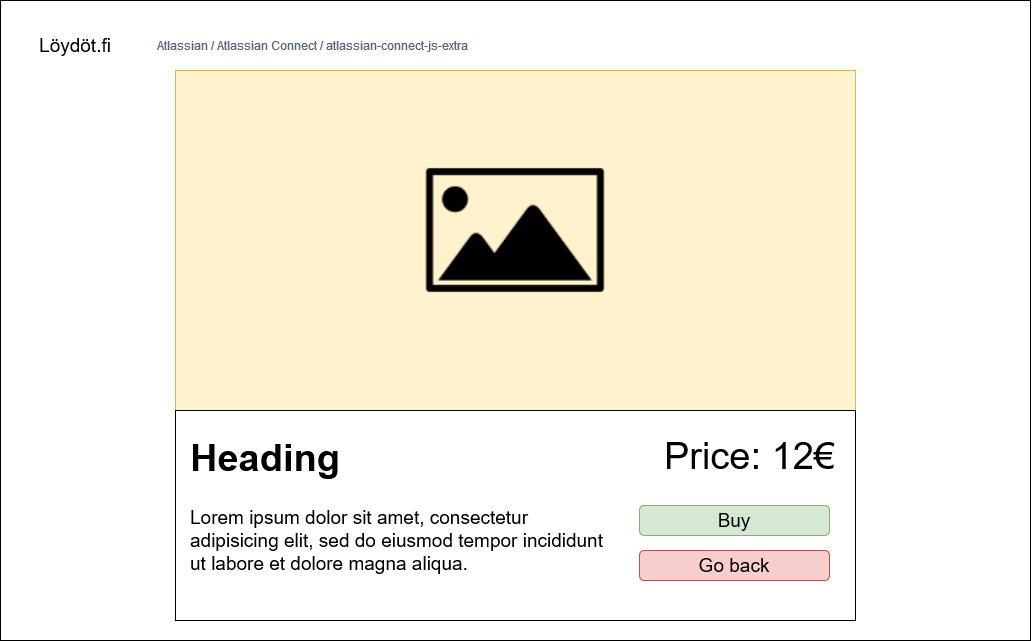 Löydöt.fi
Atlassian / Atlassian Connect / atlassian-connect-js-extra
Heading
Price: 12€
Lorem ipsum dolor sit amet, consectetur
adipisicing elit, sed do eiusmod tempor incididunt
ut labore et dolore magna aliqua.
Buy
Go back